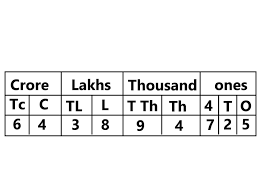 Crore Lakhs Thousand ones
Tc C TL L T Th Th 4 T O
6 4 3 8 9 4 7 2 5